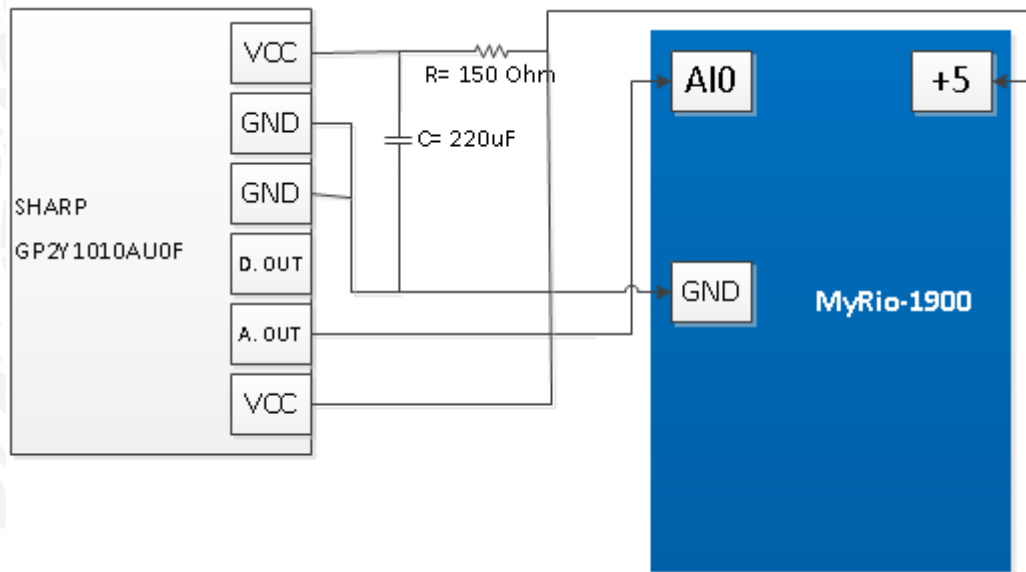 VCC
GND
GND
D. OUT
A. OUT
VCC
SHARP
GP2Y1010AU0F
R= 150 Ohm
C= 220uF
AI0
+5
GND
MyRio-1900